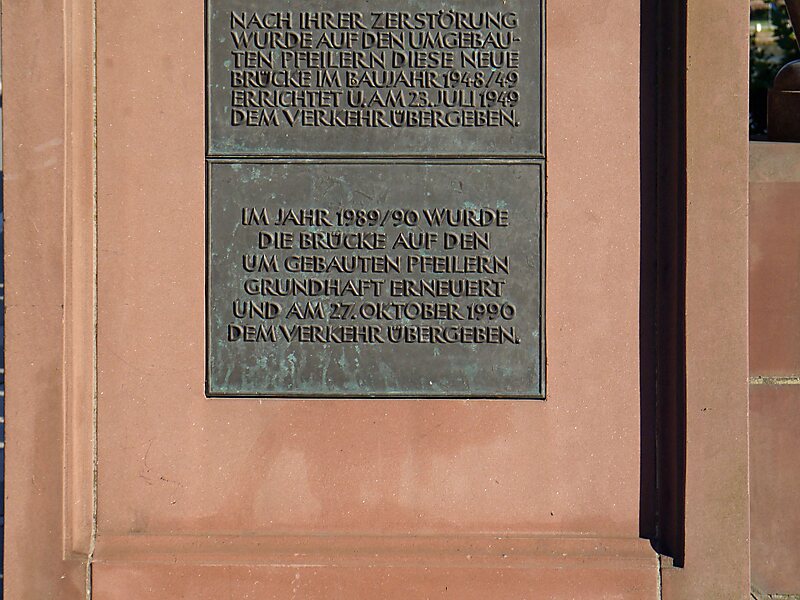 NACH IHRER ZERSTÖRUNG
WURDE AUF DEN UMGEBAU-
TEN PFEILERN DIESE NEUE
BRÜCKE IM BAUJAHR 1948/49
ERRICHTET U. AM 23. JULI 1949
DEM VERKEHR ÜBERGEBEN.
IM JAHR 1989/90 WURDE
DIE BRÜCKE AUF DEN
UM GEBAUTEN PFEILERN
GRUNDHAFT ERNEUERT
UND AM 27. OKTOBER 1990
DEM VERKEHR ÜBERGEBEN.